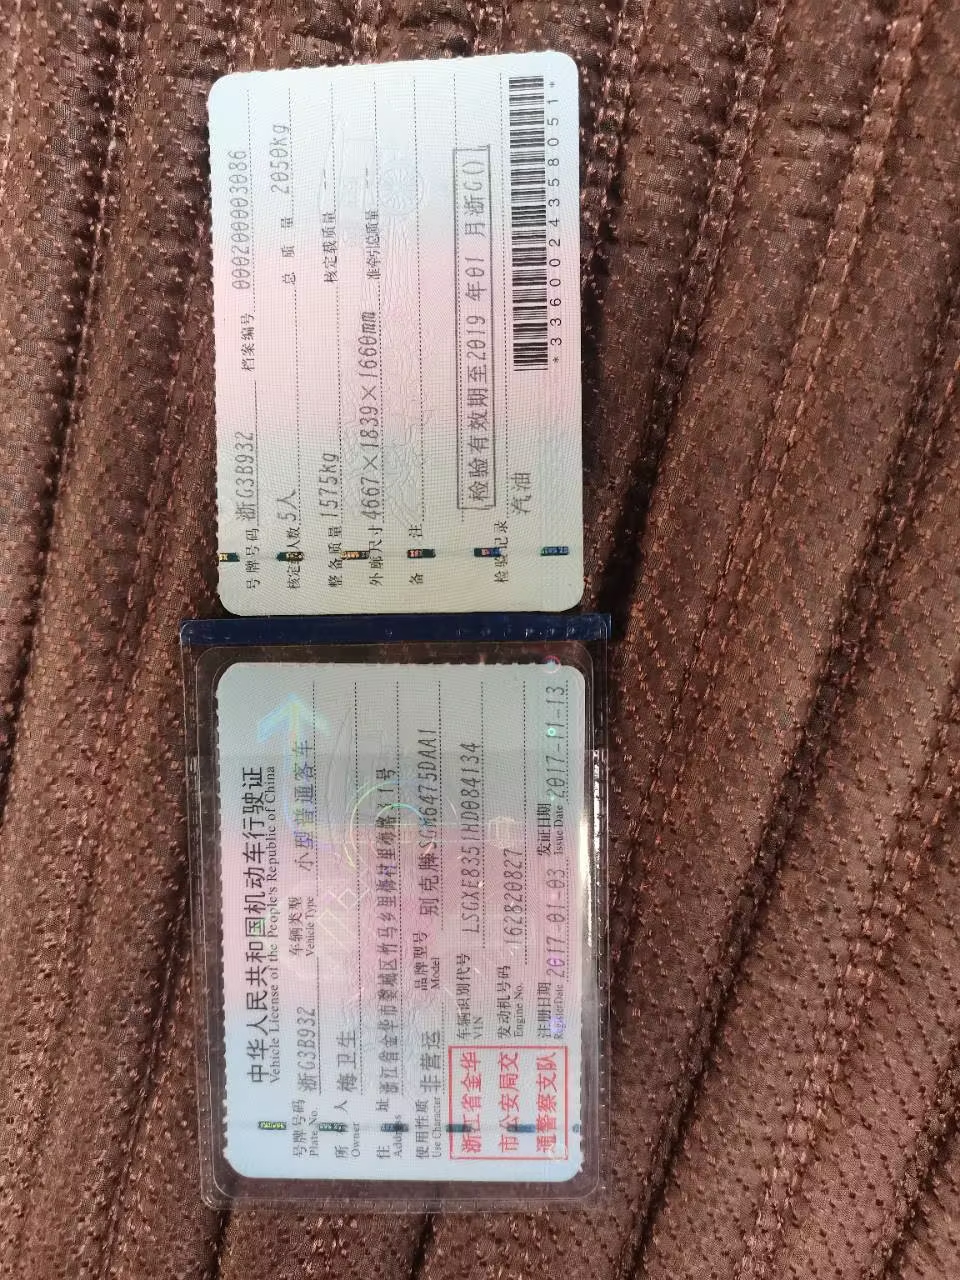 中华人民共和国机动车行驶证
Vehicle License of the People's Republic of China
号牌号码 浙G3B932 车辆类型 小型普通客车
Plate No. Vehicle Type
所有人 梅卫生
Owner
住址 浙江省金华市婺城区竹马乡里柳村里柳路31号
Address
使用性质 非营运 品牌型号 别克牌SGM6475DAA1
Use Character Model
浙江省金华
市公安局交
通警察支队
车辆识别代号 LSGXE8351HD084134
VIN
发动机号码 162820827
Engine No.
注册日期 2017-01-03 发证日期 2017-11-13
Register Date Issue Date
号牌号码 浙G3B932 档案编号 000200003086
核定载人数 5人 总质量 2050kg
整备质量 1575kg 核定载质量 --
外廓尺寸 4667×1839×1660mm 准牵引总质量 --
备注
检验有效期至2019年01月浙G()
检验记录
汽油
*3360024358051*